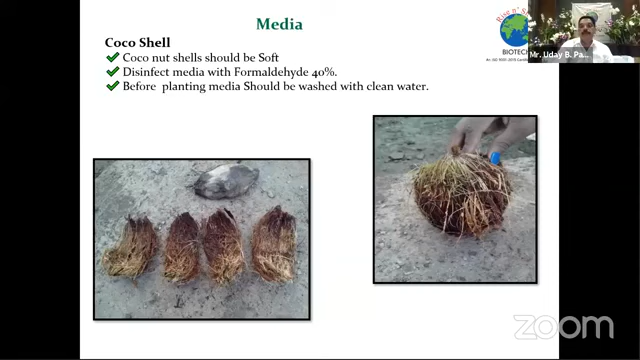 Media
Coco Shell
Coco nut shells should be Soft
Disinfect media with Formaldehyde 40%.
Before planting media Should be washed with clean water.
BIOTECH
Mr. Uday B. Pa...
zoom